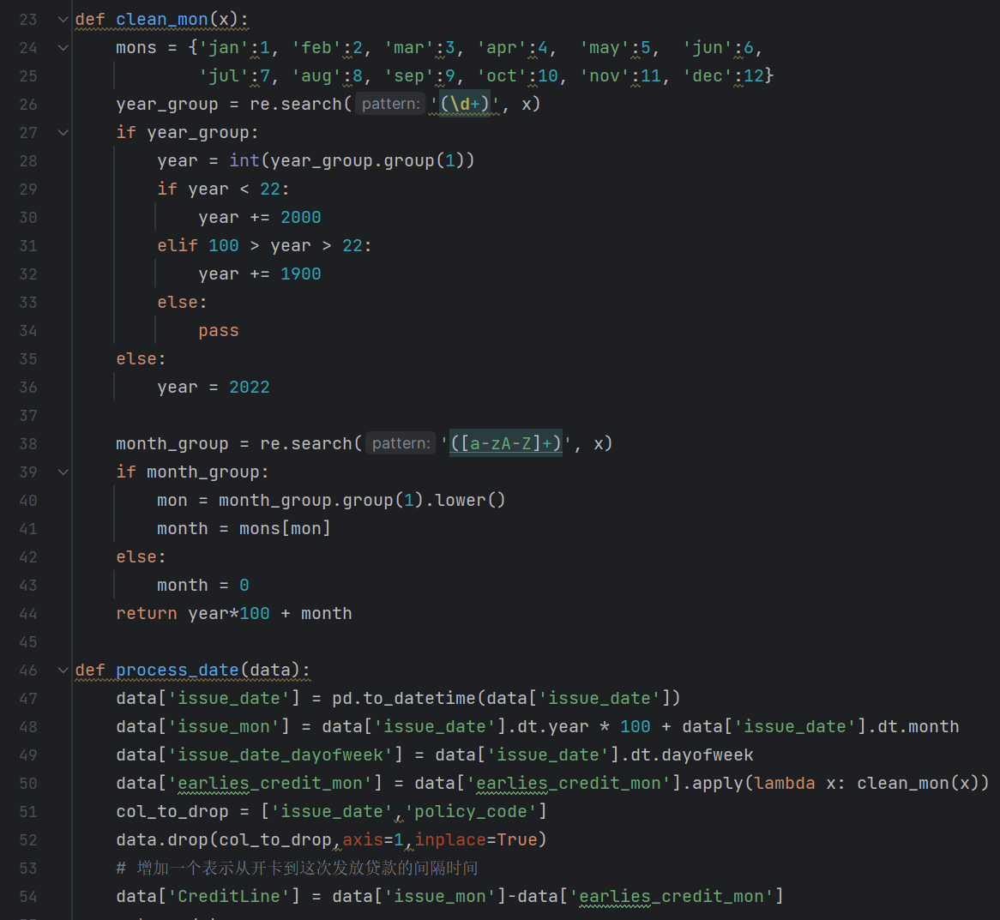 23 def clean_mon(x):
24 mons = {'jan':1, 'feb':2, 'mar':3, 'apr':4, 'may':5, 'jun':6,
25 'jul':7, 'aug':8, 'sep':9, 'oct':10, 'nov':11, 'dec':12}
26 year_group = re.search( pattern: '(\d+)', x)
27 if year_group:
28 year = int(year_group.group(1))
29 if year < 22:
30 year += 2000
31 elif 100 > year > 22:
32 year += 1900
33 else:
34 pass
35 else:
36 year = 2022
37
38 month_group = re.search( pattern: '([a-zA-Z]+)', x)
39 if month_group:
40 mon = month_group.group(1).lower()
41 month = mons[mon]
42 else:
43 month = 0
44 return year*100 + month
45
46 def process_date(data):
47 data['issue_date'] = pd.to_datetime(data['issue_date'])
48 data['issue_mon'] = data['issue_date'].dt.year * 100 + data['issue_date'].dt.month
49 data['issue_date_dayofweek'] = data['issue_date'].dt.dayofweek
50 data['earlies_credit_mon'] = data['earlies_credit_mon'].apply(lambda x: clean_mon(x))
51 col_to_drop = ['issue_date','policy_code']
52 data.drop(col_to_drop,axis=1,inplace=True)
53 # 增加一个表示从开卡到这次发放贷款的间隔时间
54 data['CreditLine'] = data['issue_mon']-data['earlies_credit_mon']